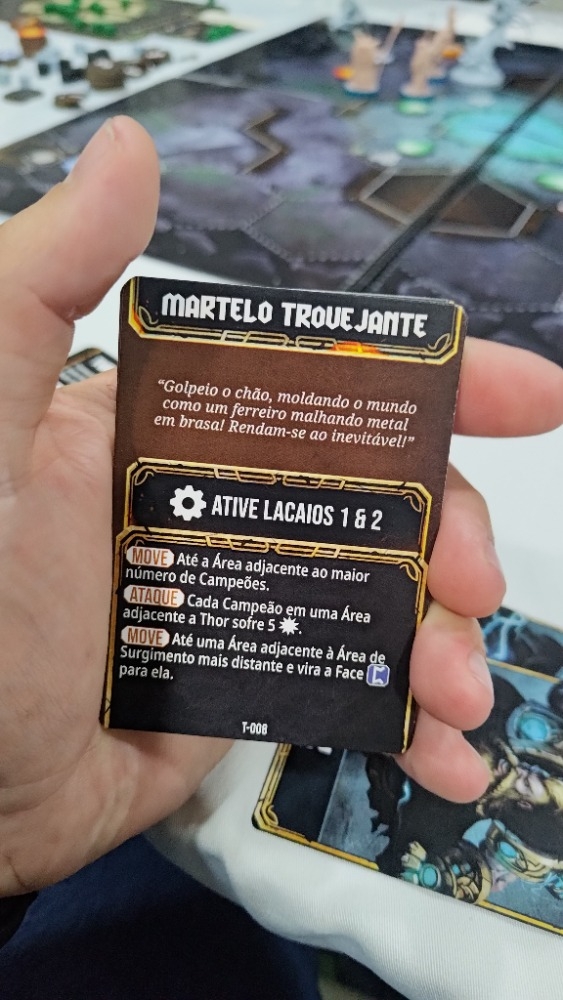 MARTELO TROVEJANTE
“Golpeio o chão, moldando o mundo
como um ferreiro malhando metal
em brasa! Rendam-se ao inevitável!”
ATIVE LACAIOS 1 & 2
MOVE Até a Área adjacente ao maior
número de Campeões.
ATAQUE Cada Campeão em uma Área
adjacente a Thor sofre 5 .
MOVE Até uma Área adjacente à Área de
Surgimento mais distante e vira a Face
para ela.
T-008